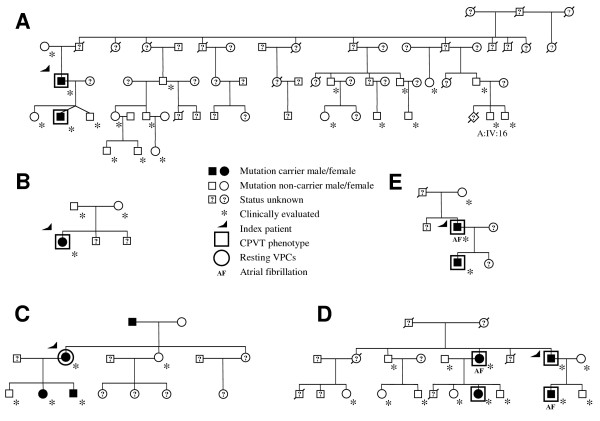 A
A:IV:16
B
Mutation carrier male/female
Mutation non-carrier male/female
? ? Status unknown
* Clinically evaluated
Index patient
CPVT phenotype
Resting VPCs
AF Atrial fibrillation
E
AF
C
D
AF
AF